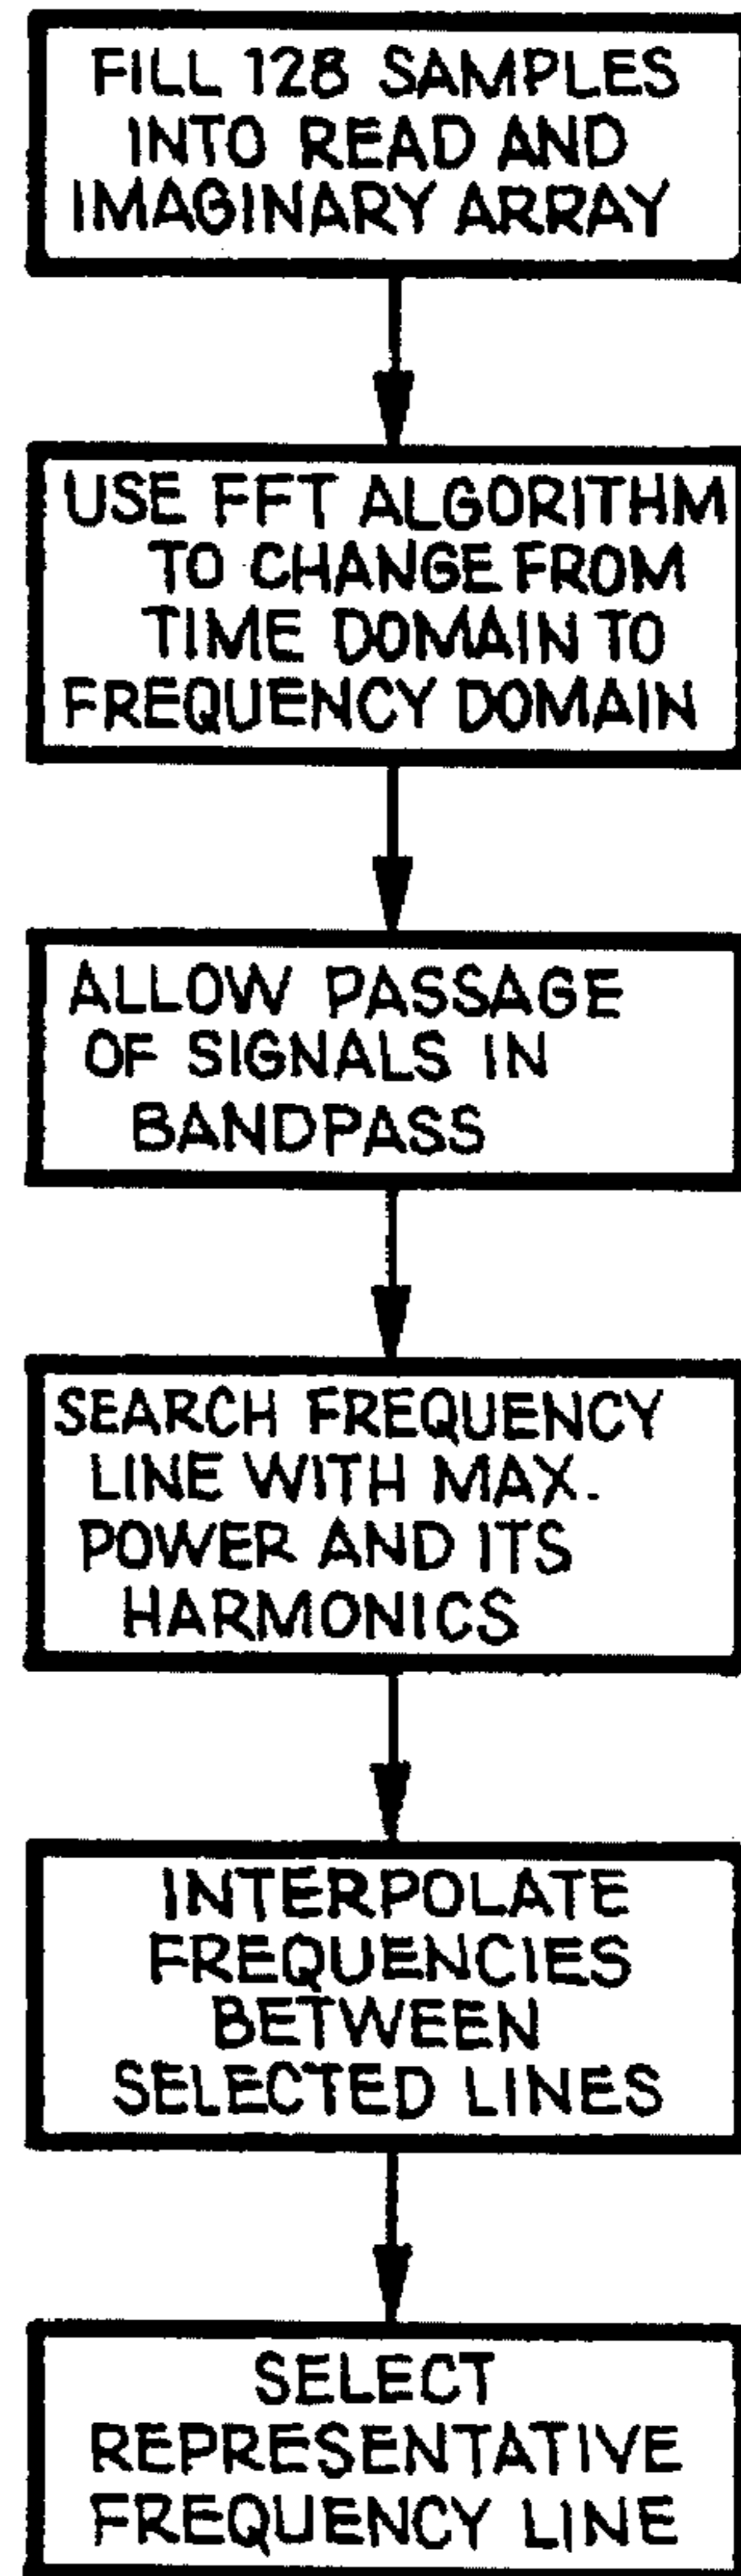 FILL 128 SAMPLES
INTO READ AND
IMAGINARY ARRAY
USE FFT ALGORITHM
TO CHANGE FROM
TIME DOMAIN TO
FREQUENCY DOMAIN
ALLOW PASSAGE
OF SIGNALS IN
BANDPASS
SEARCH FREQUENCY
LINE WITH MAX.
POWER AND ITS
HARMONICS
INTERPOLATE
FREQUENCIES
BETWEEN
SELECTED LINES
SELECT
REPRESENTATIVE
FREQUENCY LINE